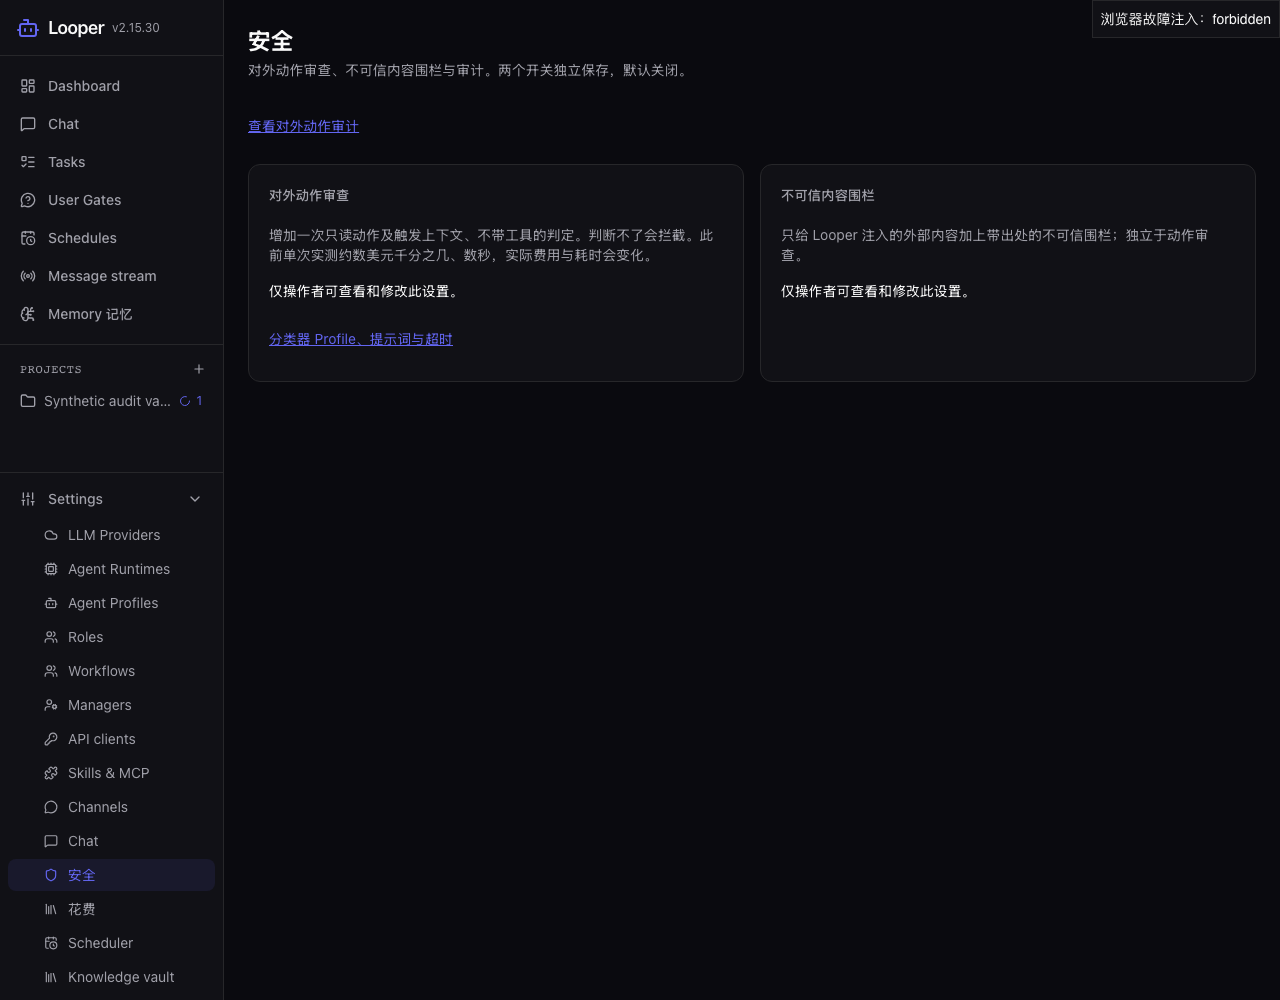 Looper v2.15.30
Dashboard
Chat
Tasks
User Gates
Schedules
Message stream
Memory 记忆
PROJECTS
Synthetic audit va... 1
Settings
LLM Providers
Agent Runtimes
Agent Profiles
Roles
Workflows
Managers
API clients
Skills & MCP
Channels
Chat
安全
花费
Scheduler
Knowledge vault
浏览器故障注入：forbidden
安全
对外动作审查、不可信内容围栏与审计。两个开关独立保存，默认关闭。
查看对外动作审计
对外动作审查
增加一次只读动作及触发上下文、不带工具的判定。判断不了会拦截。此
前单次实测约数美元千分之几、数秒，实际费用与耗时会变化。
仅操作者可查看和修改此设置。
分类器 Profile、提示词与超时
不可信内容围栏
只给 Looper 注入的外部内容加上带出处的不可信围栏；独立于动作审
查。
仅操作者可查看和修改此设置。